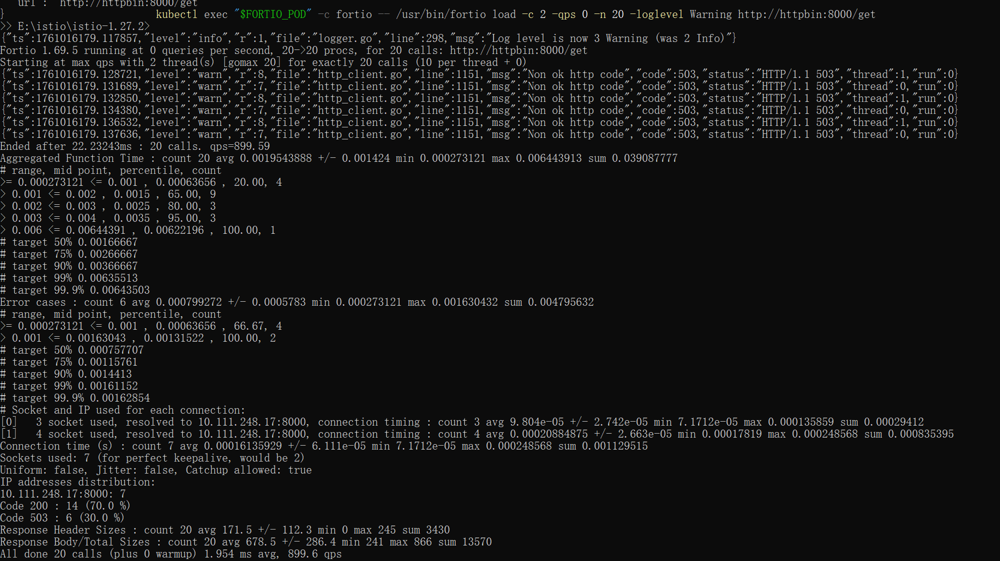 url :  http://httpbin:8000/get
}                         kubectl exec "$FORTIO_POD" -c fortio -- /usr/bin/fortio load -c 2 -qps 0 -n 20 -loglevel Warning http://httpbin:8000/get
>> E:\istio\istio-1.27.2>
{"ts":1761016179.117857,"level":"info","r":1,"file":"logger.go","line":298,"msg":"Log level is now 3 Warning (was 2 Info)"}
Fortio 1.69.5 running at 0 queries per second, 20->20 procs, for 20 calls: http://httpbin:8000/get
Starting at max qps with 2 thread(s) [gomax 20] for exactly 20 calls (10 per thread + 0)
{"ts":1761016179.128721,"level":"warn","r":8,"file":"http_client.go","line":1151,"msg":"Non ok http code","code":503,"status":"HTTP/1.1 503","thread":1,"run":0}
{"ts":1761016179.131689,"level":"warn","r":7,"file":"http_client.go","line":1151,"msg":"Non ok http code","code":503,"status":"HTTP/1.1 503","thread":0,"run":0}
{"ts":1761016179.132850,"level":"warn","r":8,"file":"http_client.go","line":1151,"msg":"Non ok http code","code":503,"status":"HTTP/1.1 503","thread":1,"run":0}
{"ts":1761016179.134380,"level":"warn","r":7,"file":"http_client.go","line":1151,"msg":"Non ok http code","code":503,"status":"HTTP/1.1 503","thread":0,"run":0}
{"ts":1761016179.136532,"level":"warn","r":8,"file":"http_client.go","line":1151,"msg":"Non ok http code","code":503,"status":"HTTP/1.1 503","thread":1,"run":0}
{"ts":1761016179.137636,"level":"warn","r":7,"file":"http_client.go","line":1151,"msg":"Non ok http code","code":503,"status":"HTTP/1.1 503","thread":0,"run":0}
Ended after 22.23243ms : 20 calls. qps=899.59
Aggregated Function Time : count 20 avg 0.0019543888 +/- 0.001424 min 0.000273121 max 0.006443913 sum 0.039087777
# range, mid point, percentile, count
>= 0.000273121 <= 0.001 , 0.00063656 , 20.00, 4
> 0.001 <= 0.002 , 0.0015 , 65.00, 9
> 0.002 <= 0.003 , 0.0025 , 80.00, 3
> 0.003 <= 0.004 , 0.0035 , 95.00, 3
> 0.006 <= 0.00644391 , 0.00622196 , 100.00, 1
# target 50% 0.00166667
# target 75% 0.00266667
# target 90% 0.00366667
# target 99% 0.00635513
# target 99.9% 0.00643503
Error cases : count 6 avg 0.000799272 +/- 0.0005783 min 0.000273121 max 0.001630432 sum 0.004795632
# range, mid point, percentile, count
>= 0.000273121 <= 0.001 , 0.00063656 , 66.67, 4
> 0.001 <= 0.00163043 , 0.00131522 , 100.00, 2
# target 50% 0.000757707
# target 75% 0.00115761
# target 90% 0.0014413
# target 99% 0.00161152
# target 99.9% 0.00162854
# Socket and IP used for each connection:
[0]   3 socket used, resolved to 10.111.248.17:8000, connection timing : count 3 avg 9.804e-05 +/- 2.742e-05 min 7.1712e-05 max 0.000135859 sum 0.00029412
[1]   4 socket used, resolved to 10.111.248.17:8000, connection timing : count 4 avg 0.00020884875 +/- 2.663e-05 min 0.00017819 max 0.000248568 sum 0.000835395
Connection time (s) : count 7 avg 0.00016135929 +/- 6.111e-05 min 7.1712e-05 max 0.000248568 sum 0.001129515
Sockets used: 7 (for perfect keepalive, would be 2)
Uniform: false, Jitter: false, Catchup allowed: true
IP addresses distribution:
10.111.248.17:8000: 7
Code 200 : 14 (70.0 %)
Code 503 : 6 (30.0 %)
Response Header Sizes : count 20 avg 171.5 +/- 112.3 min 0 max 245 sum 3430
Response Body/Total Sizes : count 20 avg 678.5 +/- 286.4 min 241 max 866 sum 13570
All done 20 calls (plus 0 warmup) 1.954 ms avg, 899.6 qps